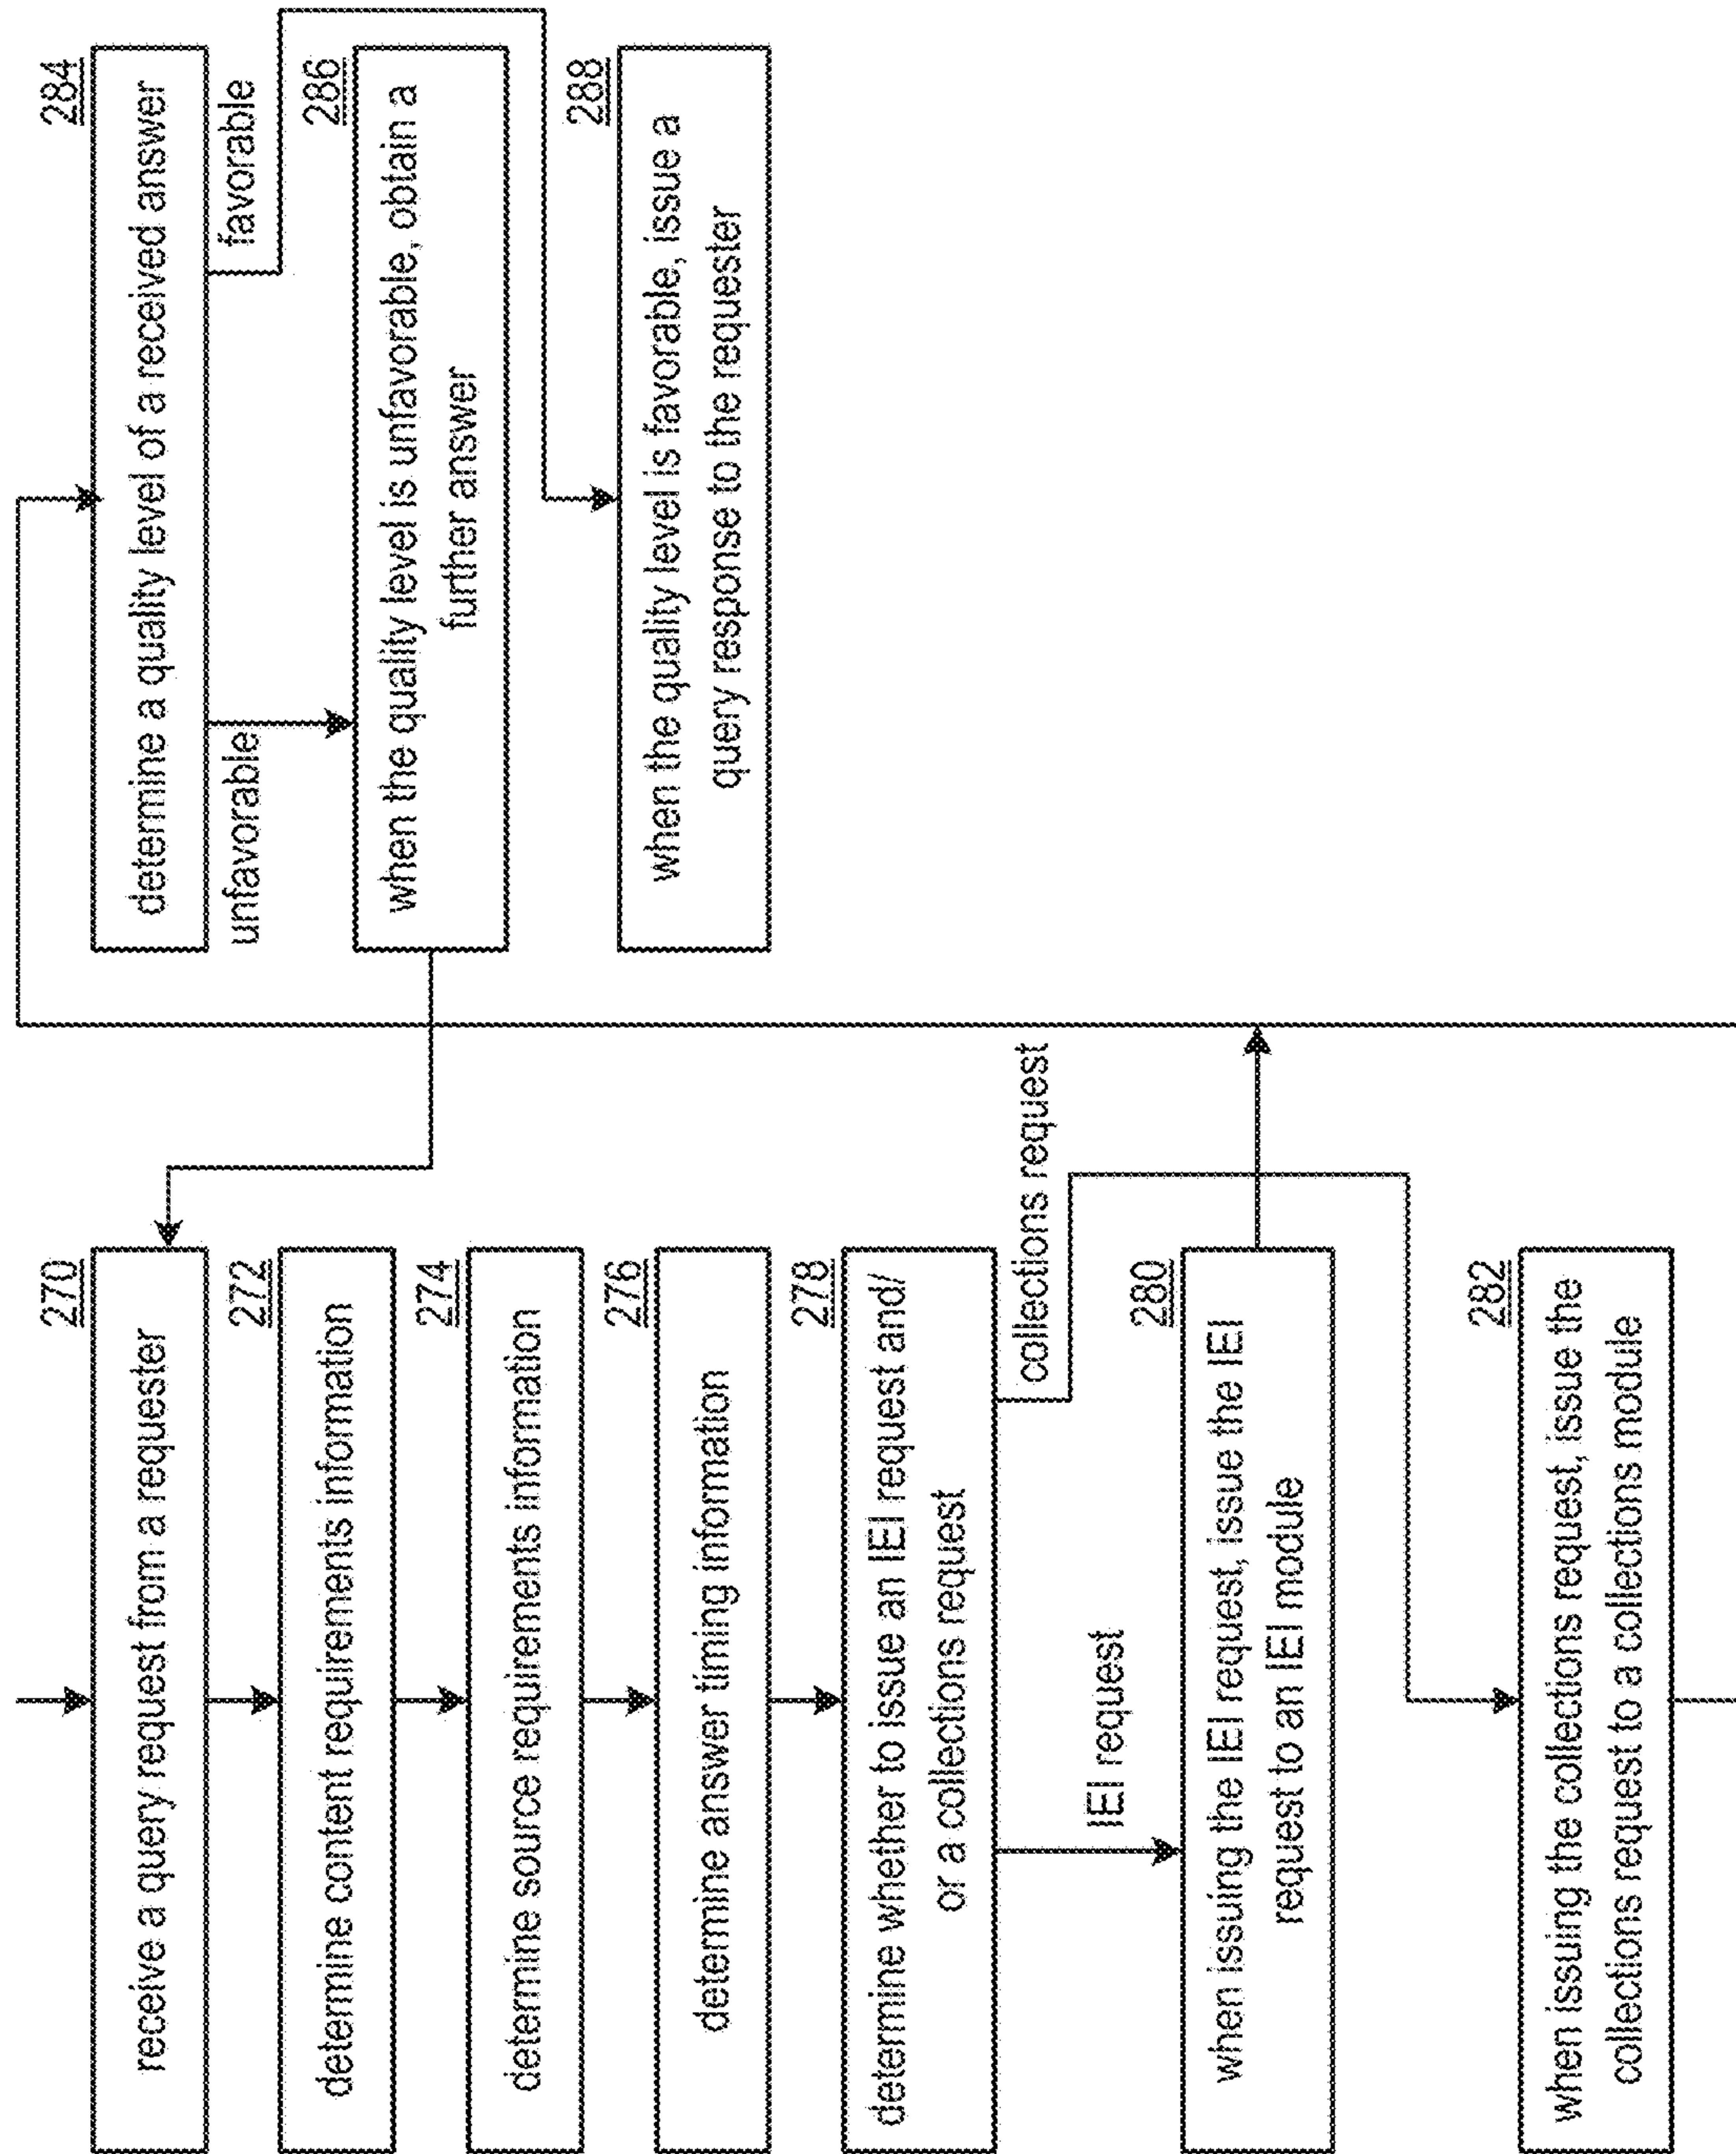 270
receive a query request from a requester
272
determine content requirements information
274
determine source requirements information
276
determine answer timing information
278
determine whether to issue an IEI request and/
or a collections request
IEI request
collections request
280
when issuing the IEI request, issue the IEI
request to an IEI module
282
when issuing the collections request, issue the
collections request to a collections module
284
determine a quality level of a received answer
unfavorable
favorable
286
when the quality level is unfavorable, obtain a
further answer
288
when the quality level is favorable, issue a
query response to the requester